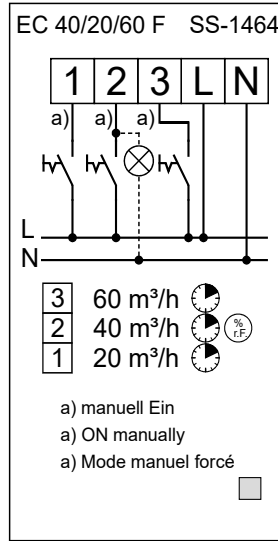 EC 40/20/60 F SS-1464
1 2 3 L N
a) a) a)
L
N
3 60 m³/h
2 40 m³/h % r.F.
1 20 m³/h
a) manuell Ein
a) ON manually
a) Mode manuel forcé